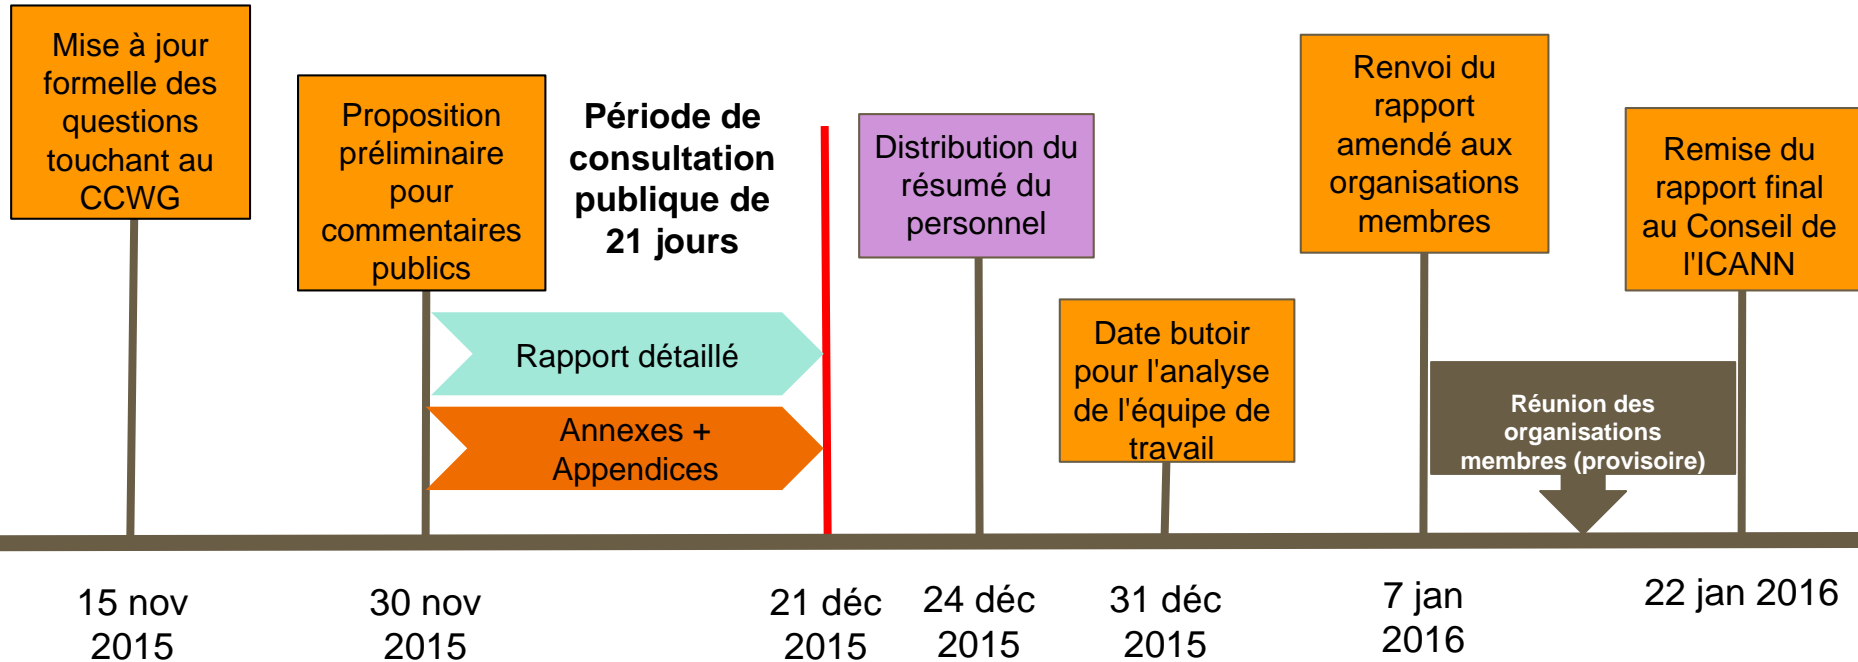 Mise à jour
formelle des
questions
touchant au
CCWG
Proposition
préliminaire
pour
commentaires
publics
Période de
consultation
publique de
21 jours
Rapport détaillé
Annexes +
Appendices
Distribution du
résumé du
personnel
Date butoir
pour l'analyse
de l'équipe de
travail
Renvoi du
rapport
amendé aux
organisations
membres
Réunion des
organisations
membres (provisoire)
Remise du
rapport final
au Conseil de
l'ICANN
15 nov
2015
30 nov
2015
21 déc
2015
24 déc
2015
31 déc
2015
7 jan
2016
22 jan 2016